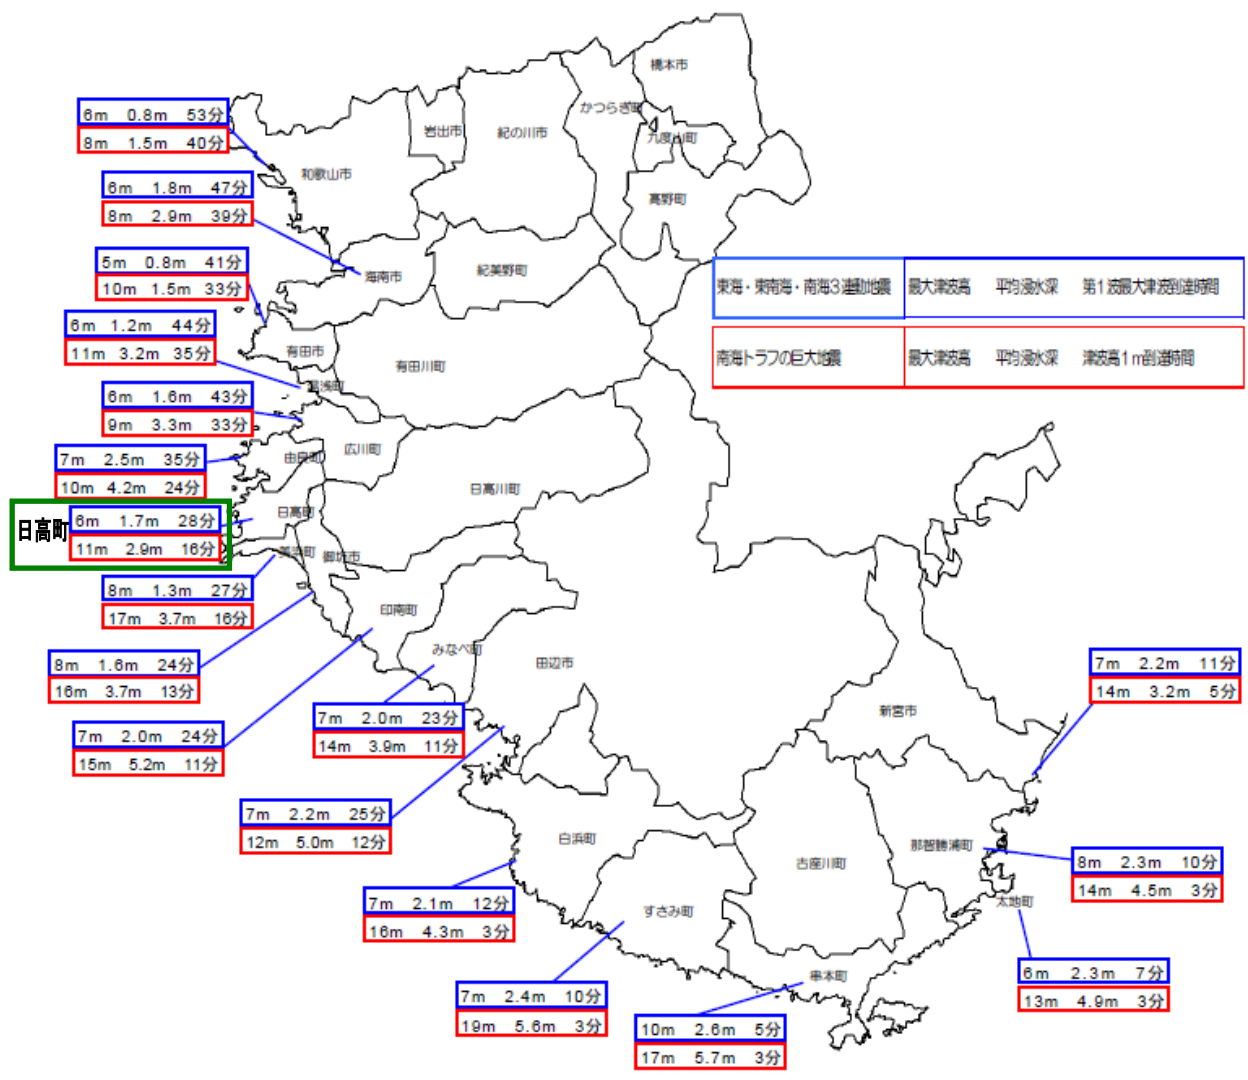 橋本市
かつらぎ町
6m 0.8m 53分
岩出市
紀の川市
九度山町
8m 1.5m 40分
和歌山市
6m 1.8m 47分
高野町
8m 2.9m 39分
5m 0.8m 41分
海南市
紀美野町
10m 1.5m 33分
東海・東南海・南海3連動地震 最大津波高 平均浸水深 第1波最大津波到達時間
6m 1.2m 44分
11m 3.2m 35分
有田市
有田川町
南海トラフの巨大地震 最大津波高 平均浸水深 津波高1m到達時間
湯浅町
6m 1.6m 43分
9m 3.3m 33分
広川町
7m 2.5m 35分
由良町
10m 4.2m 24分
日高川町
日高町
6m 1.7m 28分
日高町
11m 2.9m 16分
美浜町
御坊市
8m 1.3m 27分
17m 3.7m 16分
印南町
みなべ町
田辺市
8m 1.6m 24分
16m 3.7m 13分
7m 2.2m 11分
14m 3.2m 5分
新宮市
7m 2.0m 23分
14m 3.9m 11分
7m 2.0m 24分
15m 5.2m 11分
7m 2.2m 25分
12m 5.0m 12分
白浜町
那智勝浦町
古座川町
8m 2.3m 10分
14m 4.5m 3分
7m 2.1m 12分
16m 4.3m 3分
すさみ町
太地町
6m 2.3m 7分
13m 4.9m 3分
串本町
7m 2.4m 10分
19m 5.6m 3分
10m 2.6m 5分
17m 5.7m 3分